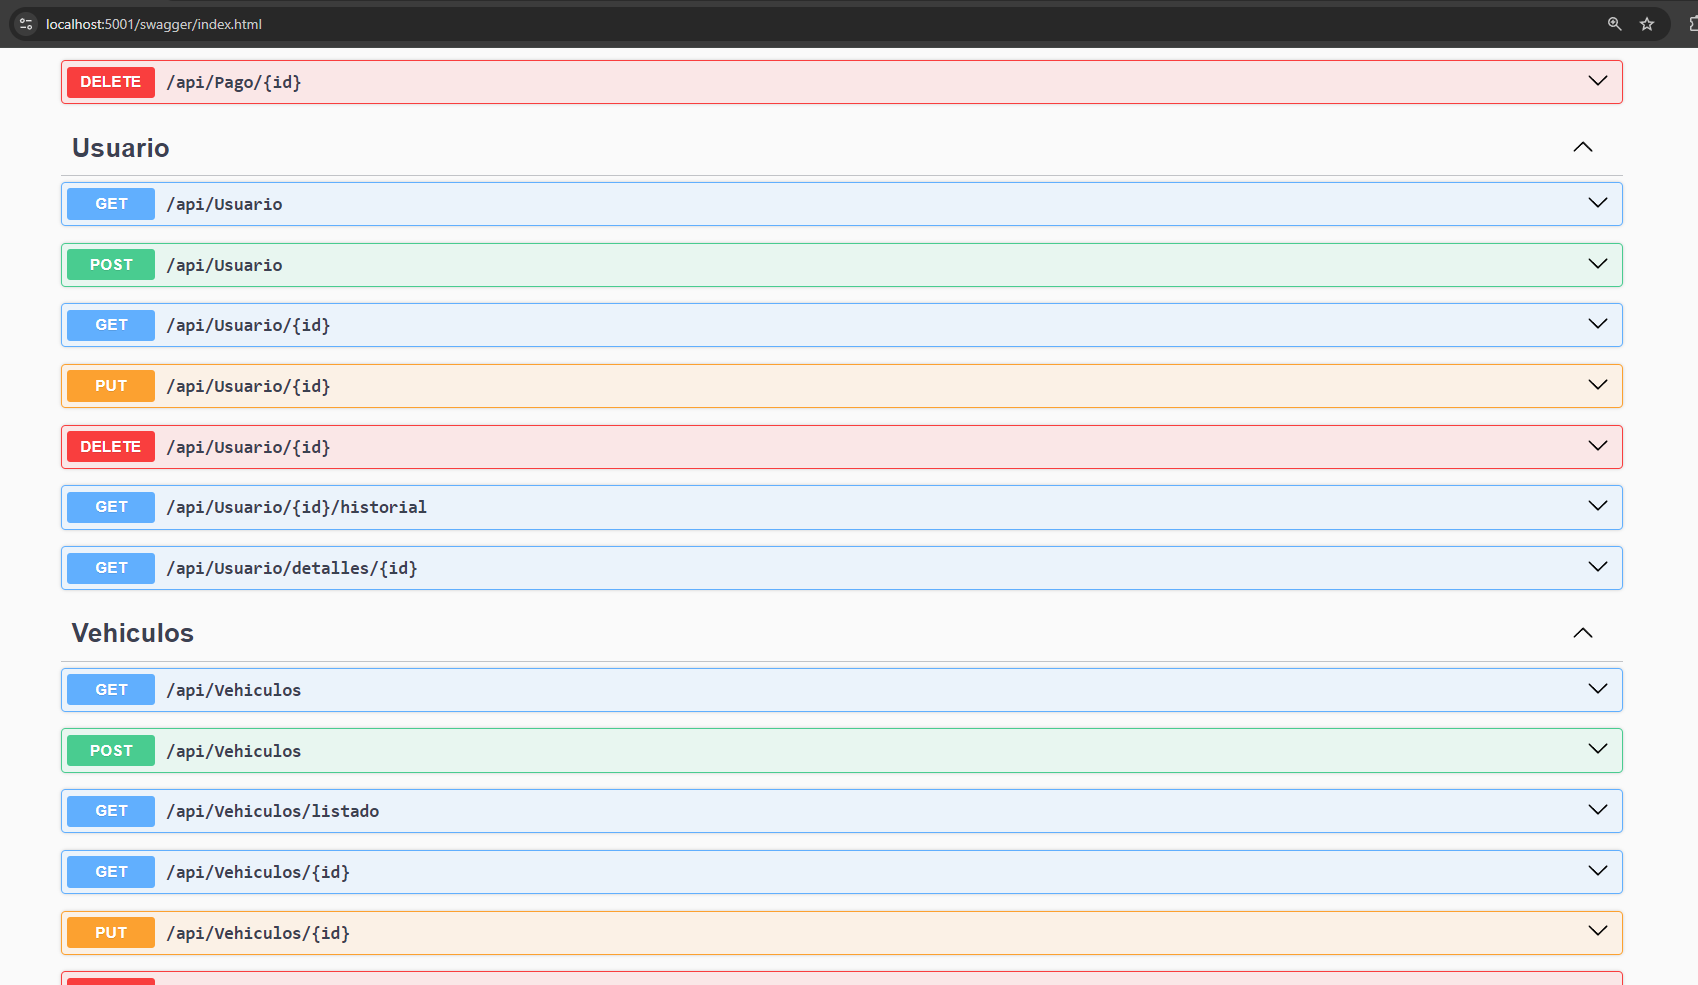 localhost:5001/swagger/index.html
DELETE /api/Pago/{id}
Usuario
GET /api/Usuario
POST /api/Usuario
GET /api/Usuario/{id}
PUT /api/Usuario/{id}
DELETE /api/Usuario/{id}
GET /api/Usuario/{id}/historial
GET /api/Usuario/detalles/{id}
Vehiculos
GET /api/Vehiculos
POST /api/Vehiculos
GET /api/Vehiculos/listado
GET /api/Vehiculos/{id}
PUT /api/Vehiculos/{id}